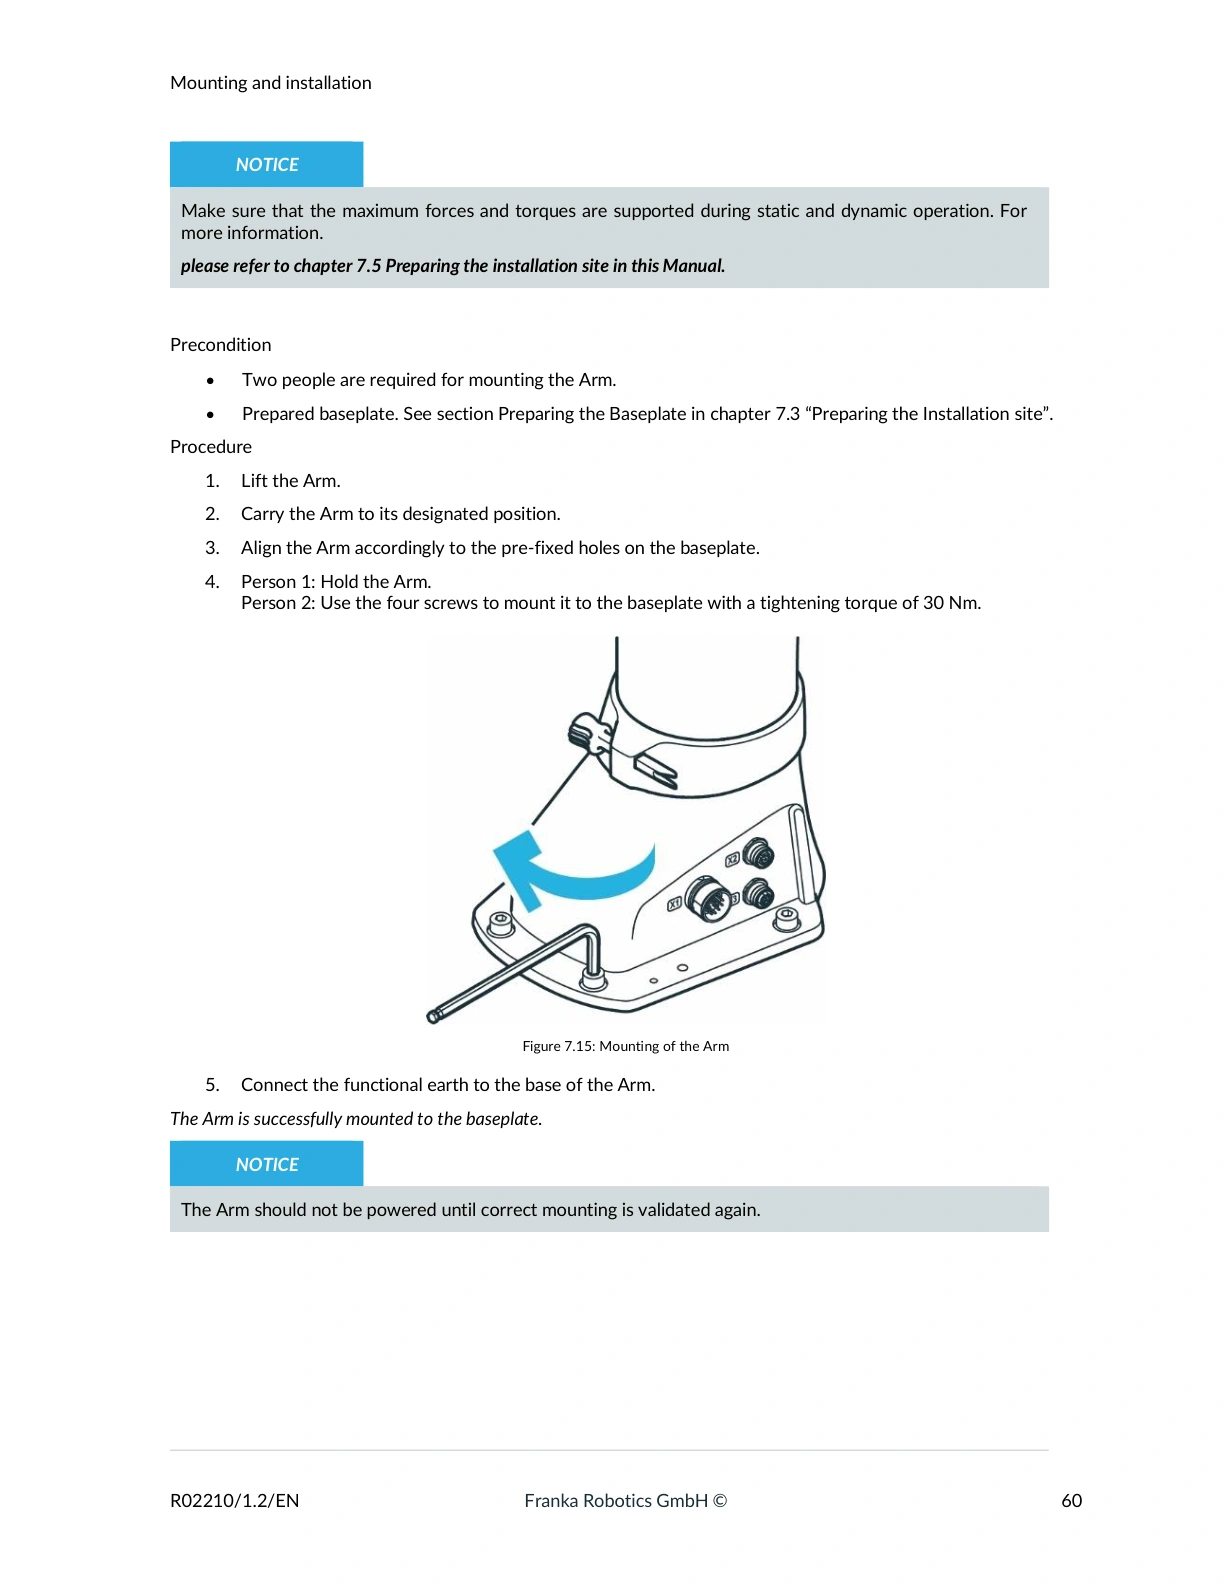 Mounting and installation
NOTICE
Make sure that the maximum forces and torques are supported during static and dynamic operation. For
more information.
please refer to chapter 7.5 Preparing the installation site in this Manual.
Precondition
• Two people are required for mounting the Arm.
• Prepared baseplate. See section Preparing the Baseplate in chapter 7.3 “Preparing the Installation site”.
Procedure
1. Lift the Arm.
2. Carry the Arm to its designated position.
3. Align the Arm accordingly to the pre-fixed holes on the baseplate.
4. Person 1: Hold the Arm.
Person 2: Use the four screws to mount it to the baseplate with a tightening torque of 30 Nm.
X2
X1
3
Figure 7.15: Mounting of the Arm
5. Connect the functional earth to the base of the Arm.
The Arm is successfully mounted to the baseplate.
NOTICE
The Arm should not be powered until correct mounting is validated again.
R02210/1.2/EN
Franka Robotics GmbH ©
60